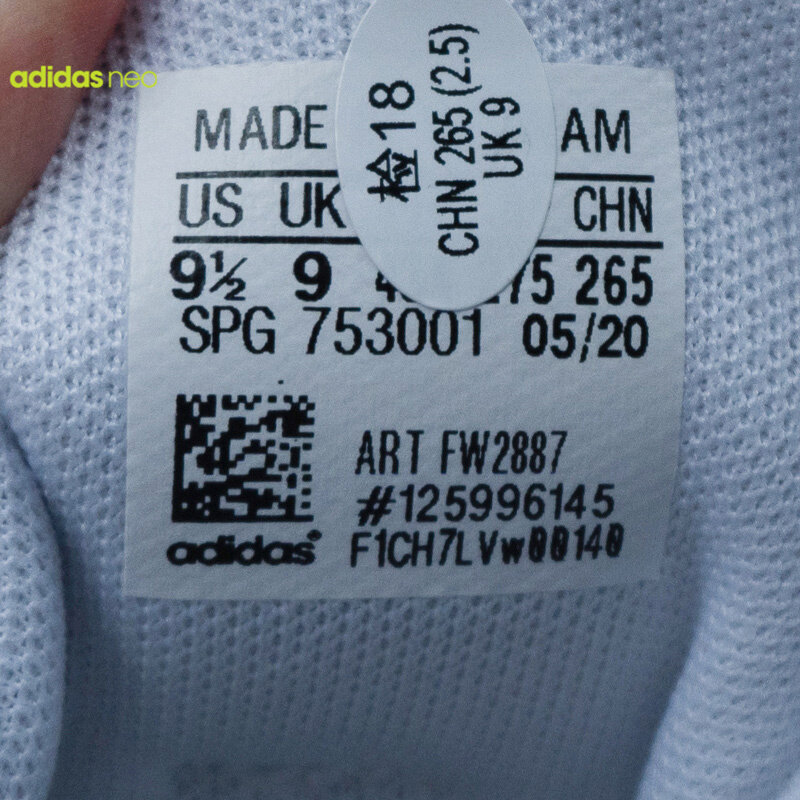 adidas neo
MADE AM
US UK CHN
9½ 9 265
SPG 753001 05/20
检18
CHN 265 (2.5)
UK 9
ART FW2887
#125996145
adidas®
F1CH7LVw00140